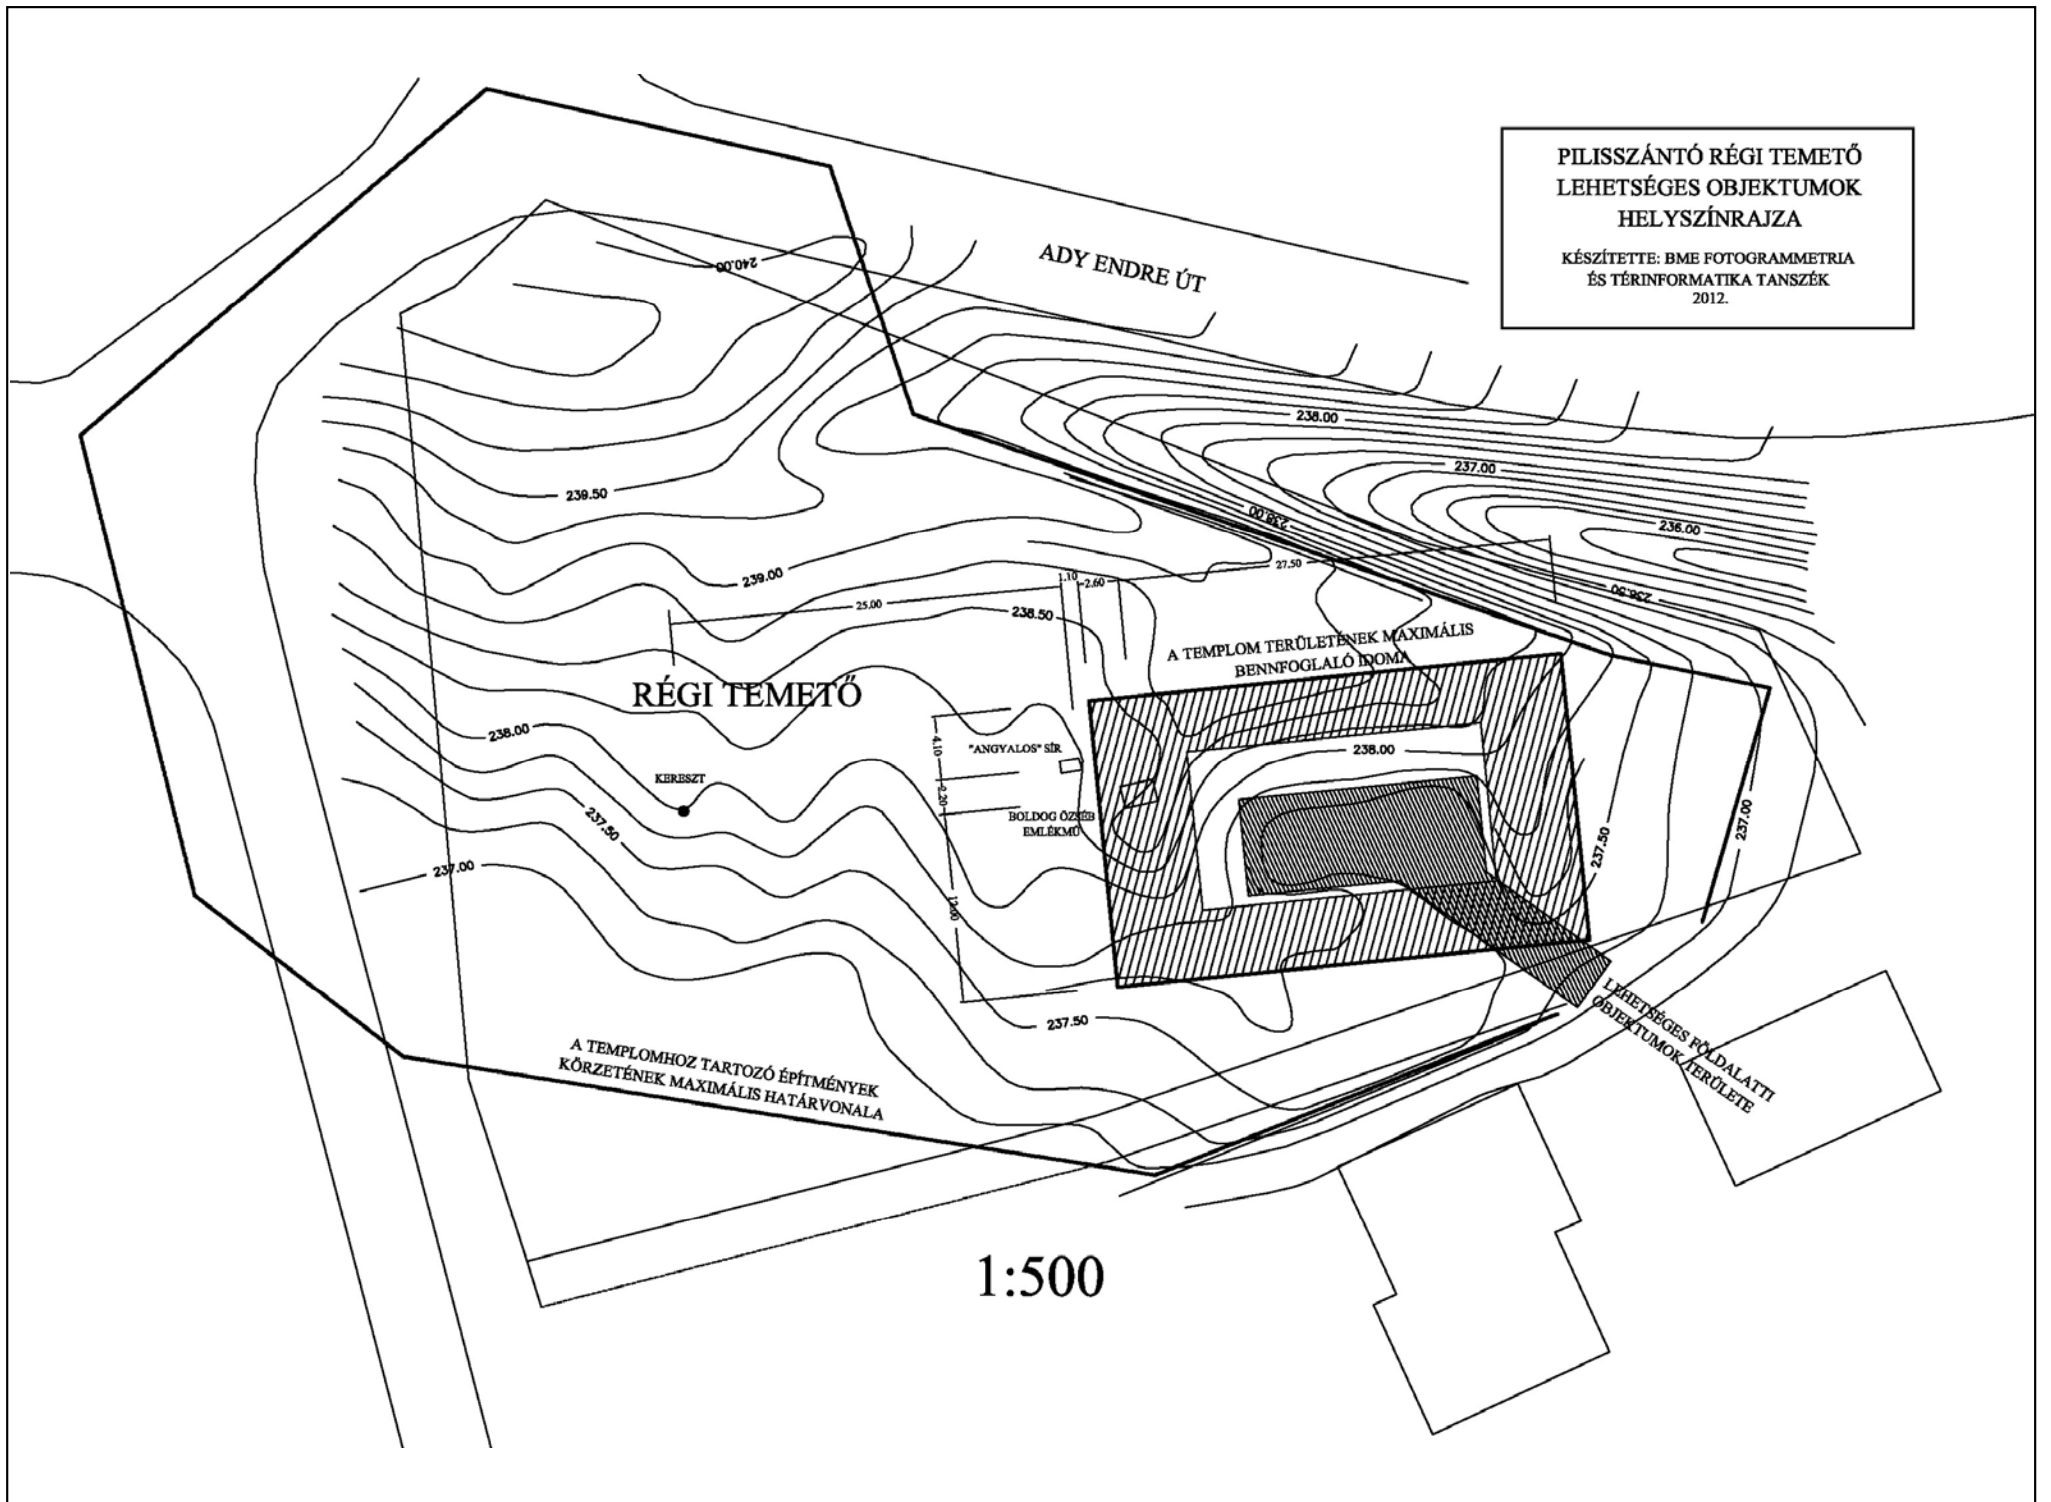 PILISSZÁNTÓ RÉGI TEMETŐ
LEHETSÉGES OBJEKTUMOK
HELYSZÍNRAJZA
KÉSZÍTETTE: BME FOTOGRAMMETRIA
ÉS TÉRINFORMATIKA TANSZÉK
2012.
ADY ENDRE ÚT
240.00
238.00
237.00
239.50
238.00
236.00
239.00
27.50
1.10
2.60
236.50
25.00
238.50
A TEMPLOM TERÜLETÉNEK MAXIMÁLIS
BENNFOGLALÓ IDOMA
RÉGI TEMETŐ
238.00
4.10
"ANGYALOS" SÍR
238.00
KERESZT
2.20
BOLDOG ÖZSÉB
EMLÉKMŰ
237.50
237.00
237.50
237.00
12.00
237.50
LEHETSÉGES FÖLDALATTI
OBJEKTUMOK TERÜLETE
A TEMPLOMHOZ TARTOZÓ ÉPÍTMÉNYEK
KÖRZETÉNEK MAXIMÁLIS HATÁRVONALA
1:500